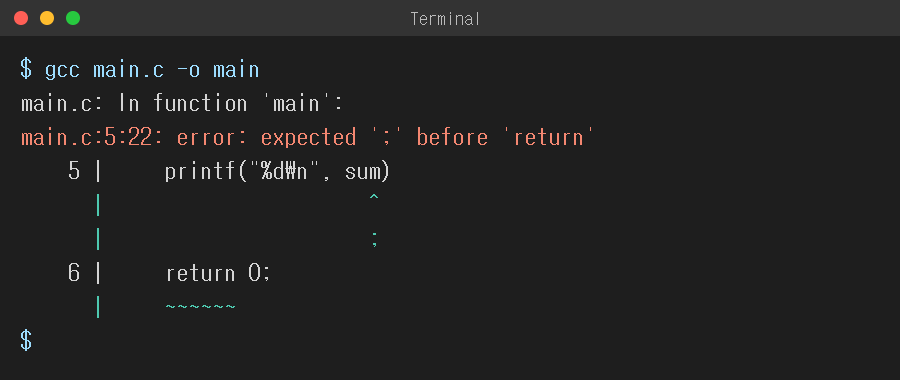 Terminal
$ gcc main.c -o main
main.c: In function 'main':
main.c:5:22: error: expected ';' before 'return'
    5 |     printf("%d₩n", sum)
      |                      ^
      |                      ;
    6 |     return 0;
      |     ~~~~~~
$